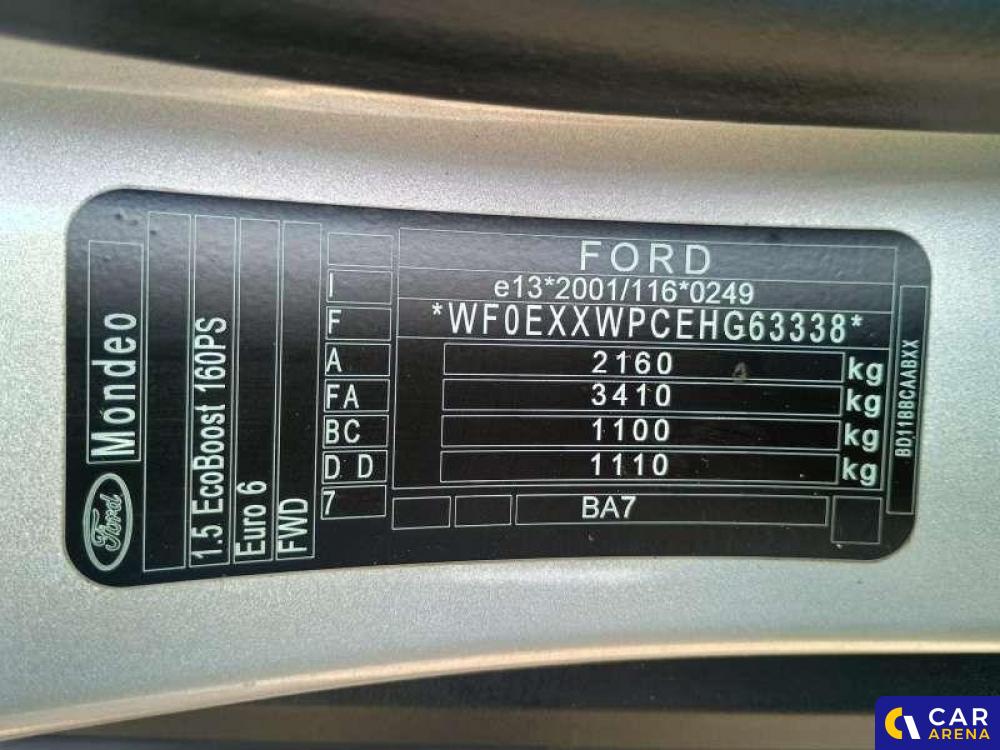 FORD
e13*2001/116*0249
*WF0EXXWPCEHG63338*
2160 kg
3410 kg
1100 kg
1110 kg
BA7
I
F
A
FA
BC
D D
7
Ford
Mondeo
1.5 EcoBoost 160PS
Euro 6
FWD
BD11BBCAABXX
CAR
ARENA